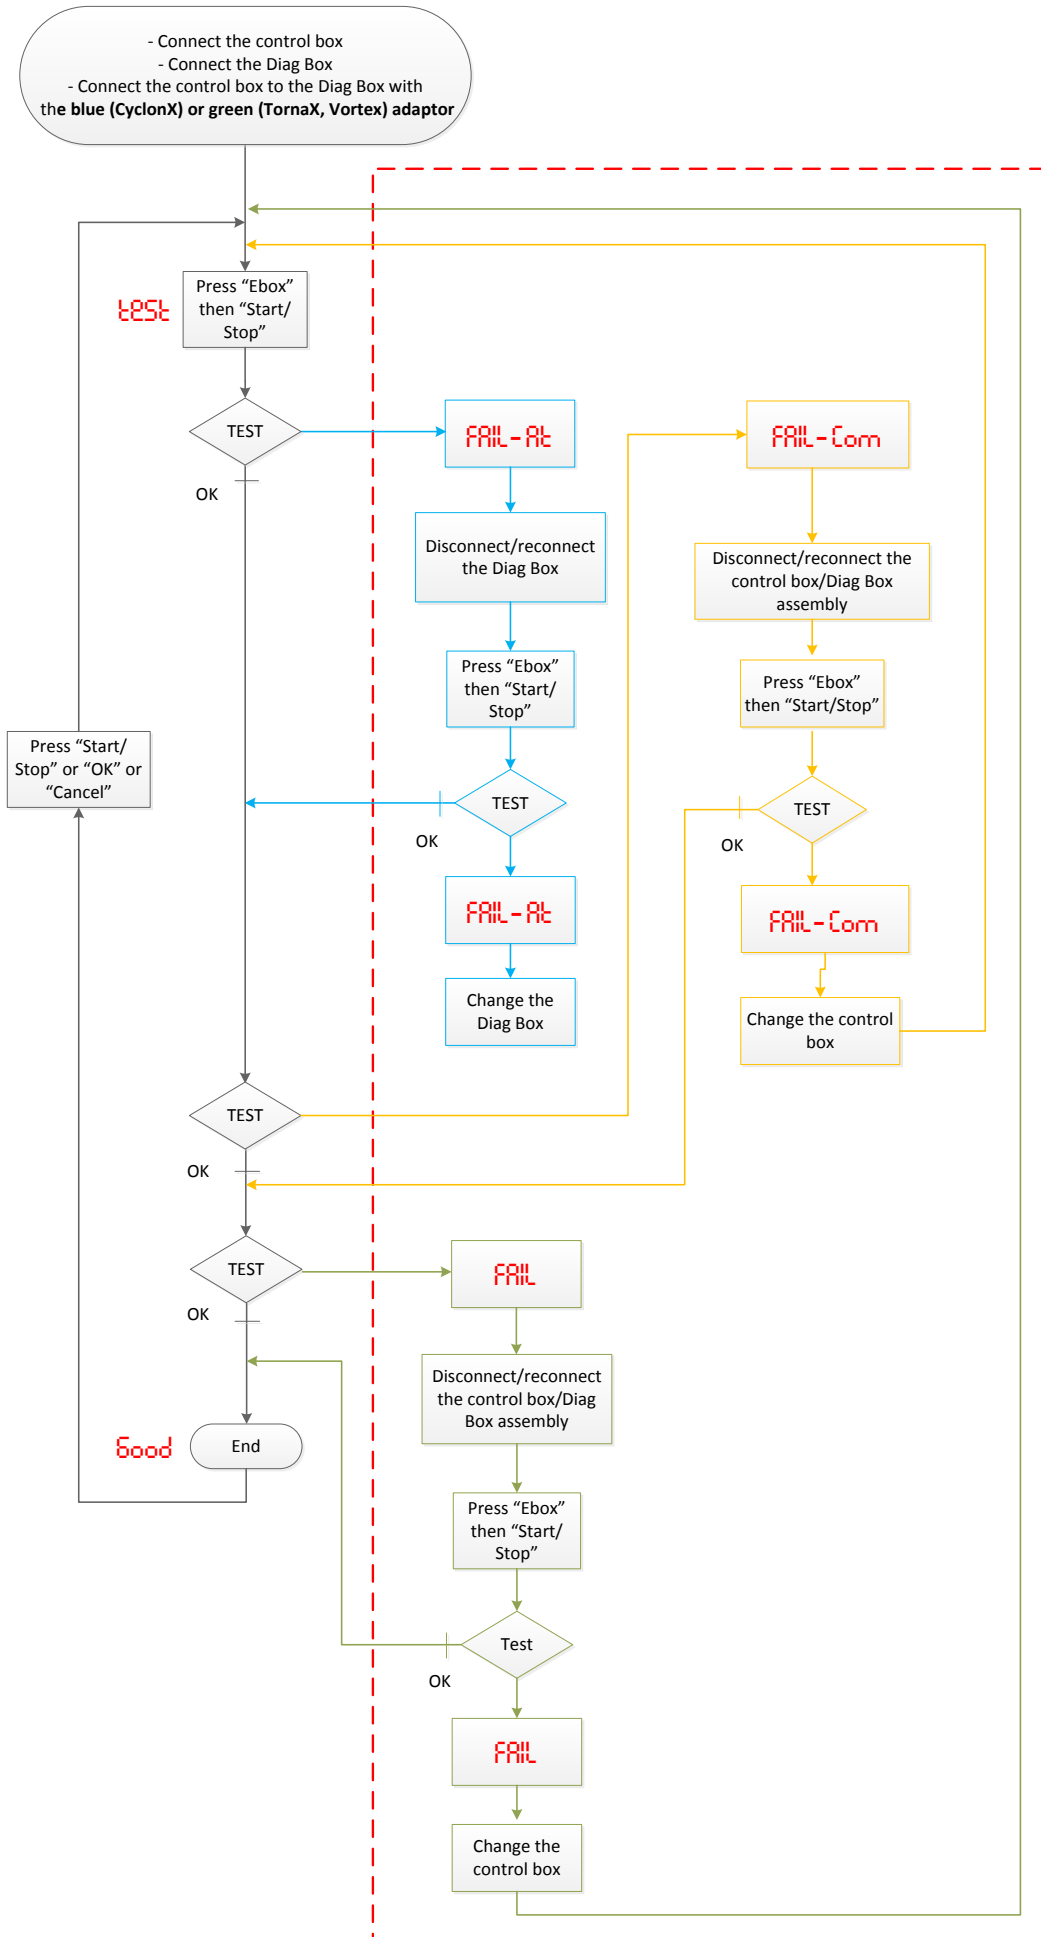 - Connect the control box
- Connect the Diag Box
- Connect the control box to the Diag Box with
the blue (CyclonX) or green (TornaX, Vortex) adaptor
Press “Ebox”
then “Start/
Stop”
test
TEST
OK
FAIL-At
Disconnect/reconnect
the Diag Box
Press “Ebox”
then “Start/
Stop”
TEST
OK
FAIL-At
Change the
Diag Box
FAIL-Com
Disconnect/reconnect the
control box/Diag Box
assembly
Press “Ebox”
then “Start/Stop”
TEST
OK
FAIL-Com
Change the control
box
Press “Start/
Stop” or “OK” or
“Cancel”
TEST
OK
TEST
OK
FAIL
Disconnect/reconnect
the control box/Diag
Box assembly
Good
End
Press “Ebox”
then “Start/
Stop”
Test
OK
FAIL
Change the
control box